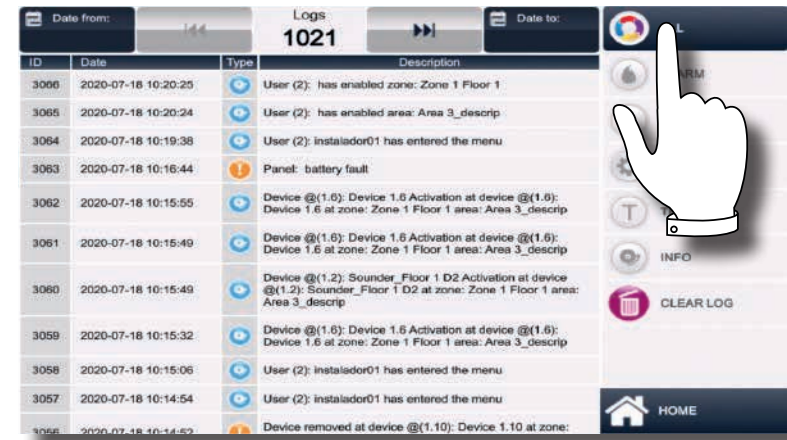 Date from:
Logs
1021
Date to:
ID Date Type Description
3066 2020-07-18 10:20:25 User (2): has enabled zone: Zone 1 Floor 1
3065 2020-07-18 10:20:24 User (2): has enabled area: Area 3_descrip
3064 2020-07-18 10:19:38 User (2): instalador01 has entered the menu
3063 2020-07-18 10:16:44 Panel: battery fault
3062 2020-07-18 10:15:55 Device @(1.6): Device 1.6 Activation at device @(1.6):
Device 1.6 at zone: Zone 1 Floor 1 area: Area 3_descrip
3061 2020-07-18 10:15:49 Device @(1.6): Device 1.6 Activation at device @(1.6):
Device 1.6 at zone: Zone 1 Floor 1 area: Area 3_descrip
3060 2020-07-18 10:15:49 Device @(1.2): Sounder_Floor 1 D2 Activation at device
@(1.2): Sounder_Floor 1 D2 at zone: Zone 1 Floor 1 area:
Area 3_descrip
3059 2020-07-18 10:15:32 Device @(1.6): Device 1.6 Activation at device @(1.6):
Device 1.6 at zone: Zone 1 Floor 1 area: Area 3_descrip
3058 2020-07-18 10:15:06 User (2): instalador01 has entered the menu
3057 2020-07-18 10:14:54 User (2): instalador01 has entered the menu
3056 2020-07-18 10:14:52 Device removed at device @(1.10): Device 1.10 at zone:
T
INFO
CLEAR LOG
HOME